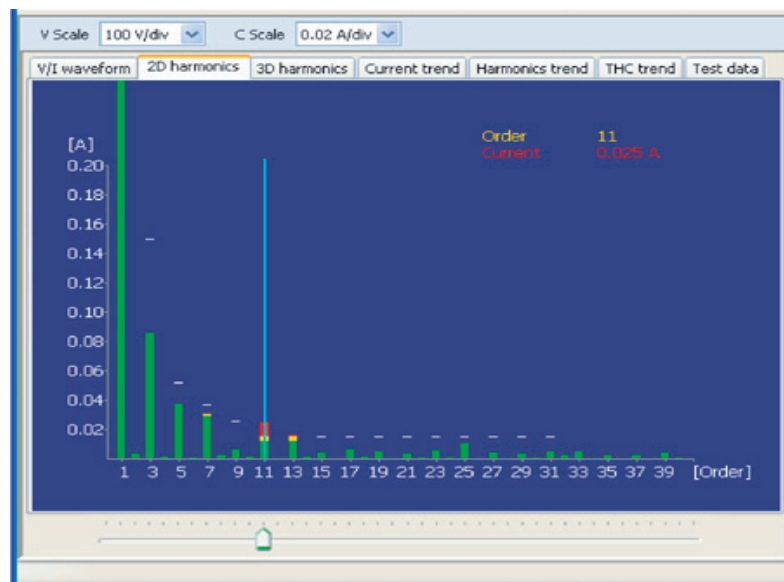 V Scale 100 V/div C Scale 0.02 A/div
V/I waveform 2D harmonics 3D harmonics Current trend Harmonics trend THC trend Test data
Order 11
Current 0.025 A
[A]
0.20
0.18
0.16
0.14
0.12
0.10
0.08
0.06
0.04
0.02
1 3 5 7 9 11 13 15 17 19 21 23 25 27 29 31 33 35 37 39 [Order]